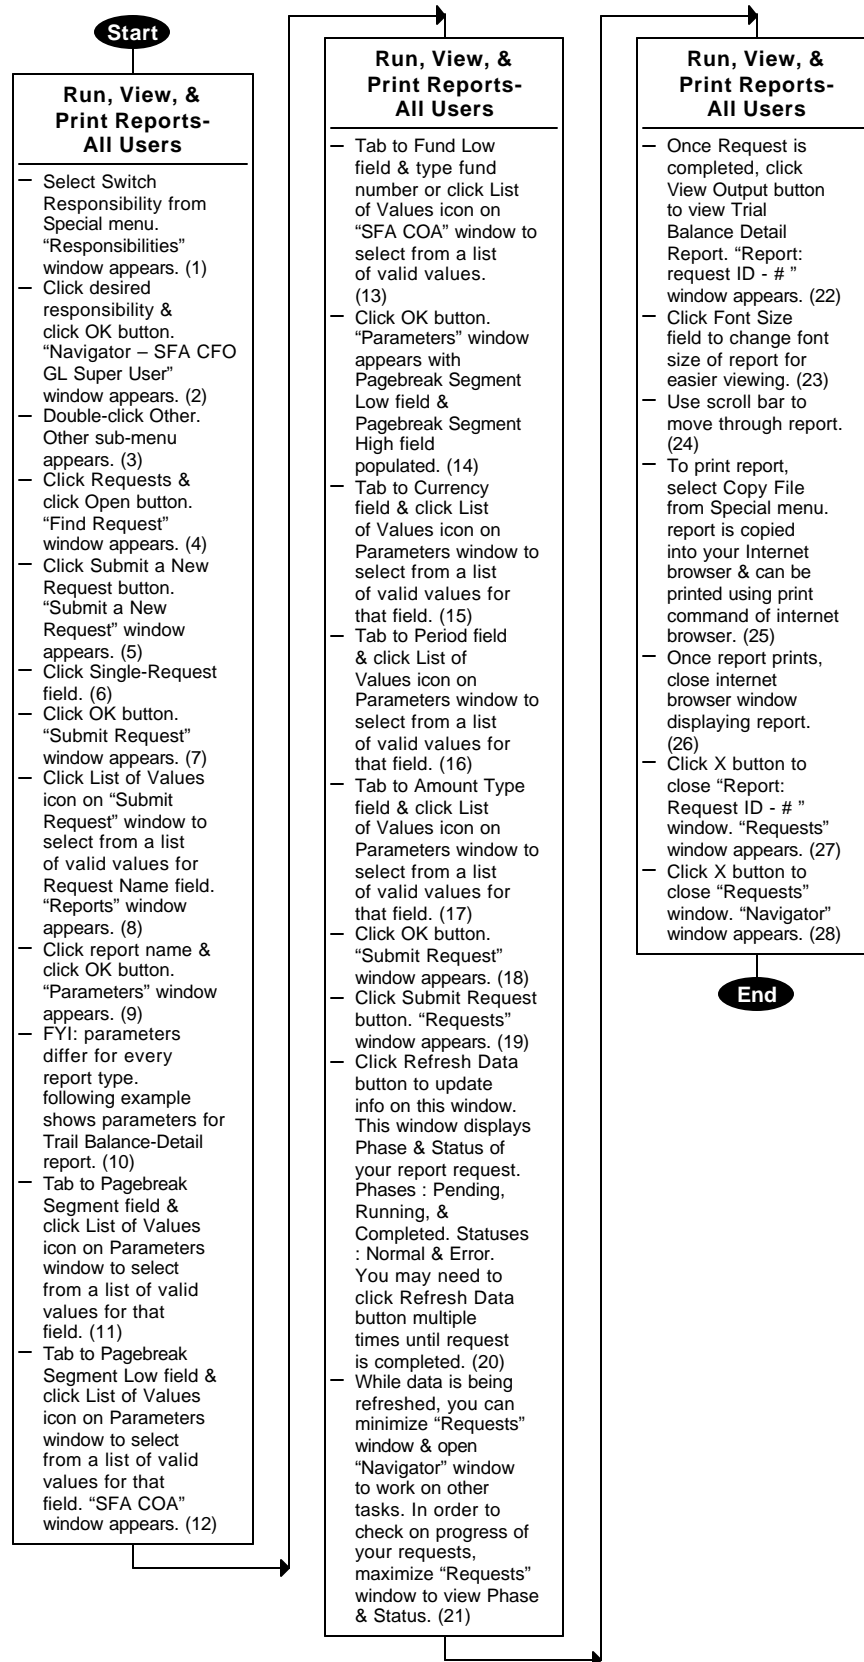 Start
Run, View, &
Print Reports-
All Users
– Select Switch
Responsibility from
Special menu.
“Responsibilities”
window appears. (1)
– Click desired
responsibility &
click OK button.
“Navigator – SFA CFO
GL Super User”
window appears. (2)
– Double-click Other.
Other sub-menu
appears. (3)
– Click Requests &
click Open button.
“Find Request”
window appears. (4)
– Click Submit a New
Request button.
“Submit a New
Request” window
appears. (5)
– Click Single-Request
field. (6)
– Click OK button.
“Submit Request”
window appears. (7)
– Click List of Values
icon on “Submit
Request” window to
select from a list
of valid values for
Request Name field.
“Reports” window
appears. (8)
– Click report name &
click OK button.
“Parameters” window
appears. (9)
– FYI: parameters
differ for every
report type.
following example
shows parameters for
Trail Balance-Detail
report. (10)
– Tab to Pagebreak
Segment field &
click List of Values
icon on Parameters
window to select
from a list of valid
values for that
field. (11)
– Tab to Pagebreak
Segment Low field &
click List of Values
icon on Parameters
window to select
from a list of valid
values for that
field. “SFA COA”
window appears. (12)
Run, View, &
Print Reports-
All Users
– Tab to Fund Low
field & type fund
number or click List
of Values icon on
“SFA COA” window to
select from a list
of valid values.
(13)
– Click OK button.
“Parameters” window
appears with
Pagebreak Segment
Low field &
Pagebreak Segment
High field
populated. (14)
– Tab to Currency
field & click List
of Values icon on
Parameters window to
select from a list
of valid values for
that field. (15)
– Tab to Period field
& click List of
Values icon on
Parameters window to
select from a list
of valid values for
that field. (16)
– Tab to Amount Type
field & click List
of Values icon on
Parameters window to
select from a list
of valid values for
that field. (17)
– Click OK button.
“Submit Request”
window appears. (18)
– Click Submit Request
button. “Requests”
window appears. (19)
– Click Refresh Data
button to update
info on this window.
This window displays
Phase & Status of
your report request.
Phases : Pending,
Running, &
Completed. Statuses
: Normal & Error.
You may need to
click Refresh Data
button multiple
times until request
is completed. (20)
– While data is being
refreshed, you can
minimize “Requests”
window & open
“Navigator” window
to work on other
tasks. In order to
check on progress of
your requests,
maximize “Requests”
window to view Phase
& Status. (21)
Run, View, &
Print Reports-
All Users
– Once Request is
completed, click
View Output button
to view Trial
Balance Detail
Report. “Report:
request ID - # ”
window appears. (22)
– Click Font Size
field to change font
size of report for
easier viewing. (23)
– Use scroll bar to
move through report.
(24)
– To print report,
select Copy File
from Special menu.
report is copied
into your Internet
browser & can be
printed using print
command of internet
browser. (25)
– Once report prints,
close internet
browser window
displaying report.
(26)
– Click X button to
close “Report:
Request ID - # ”
window. “Requests”
window appears. (27)
– Click X button to
close “Requests”
window. “Navigator”
window appears. (28)
End